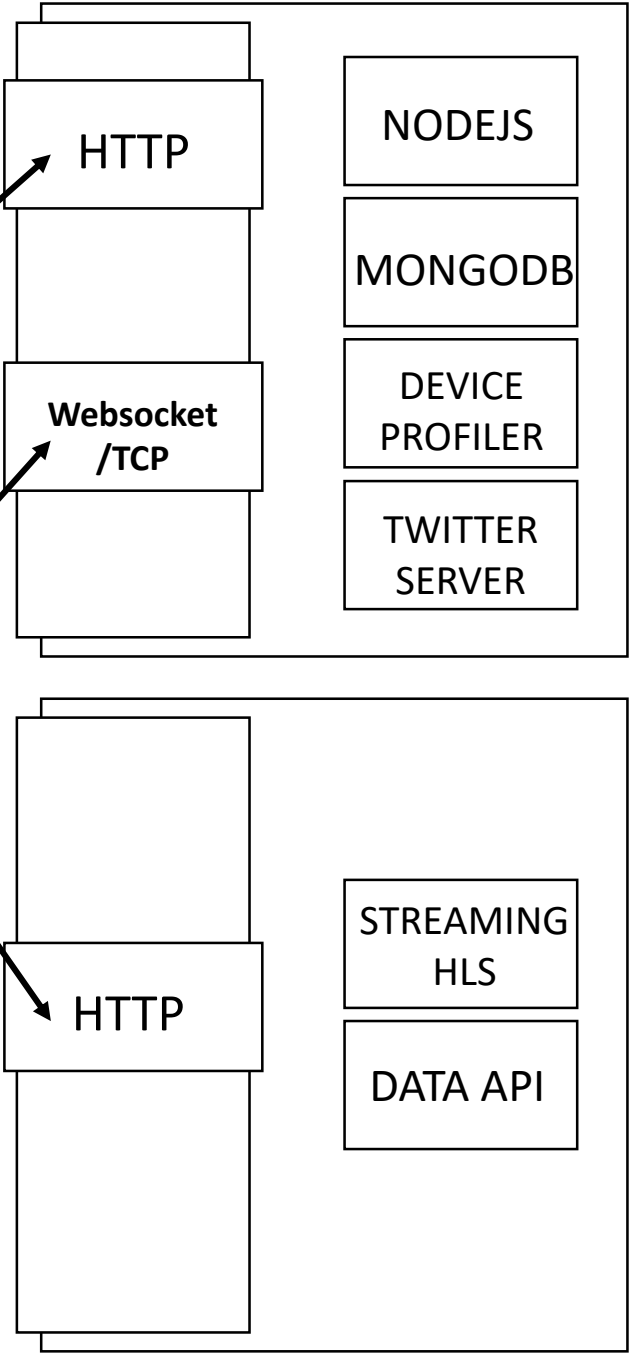 HTTP
NODEJS
MONGODB
Websocket
/TCP
DEVICE
PROFILER
TWITTER
SERVER
STREAMING
HLS
HTTP
DATA API